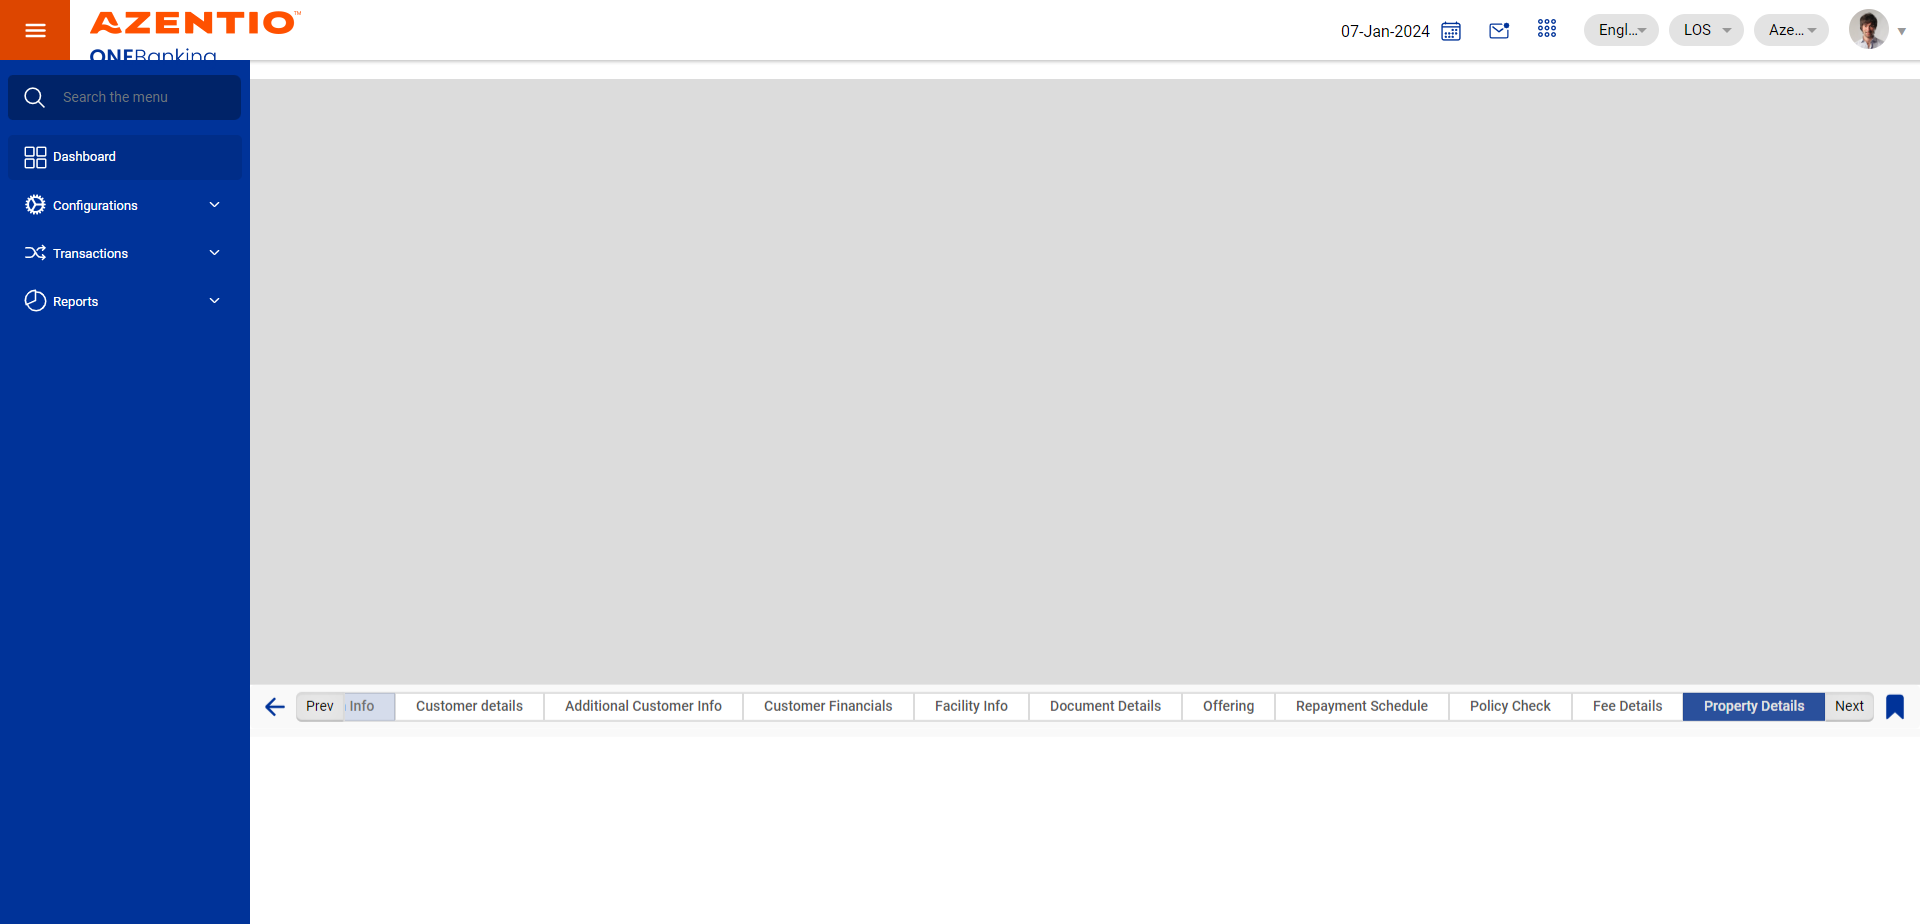 AZENTIO™
ONEBanking
07-Jan-2024
Engl...
LOS
Aze...
Search the menu
Dashboard
Configurations
Transactions
Reports
Prev
Info
Customer details
Additional Customer Info
Customer Financials
Facility Info
Document Details
Offering
Repayment Schedule
Policy Check
Fee Details
Property Details
Next